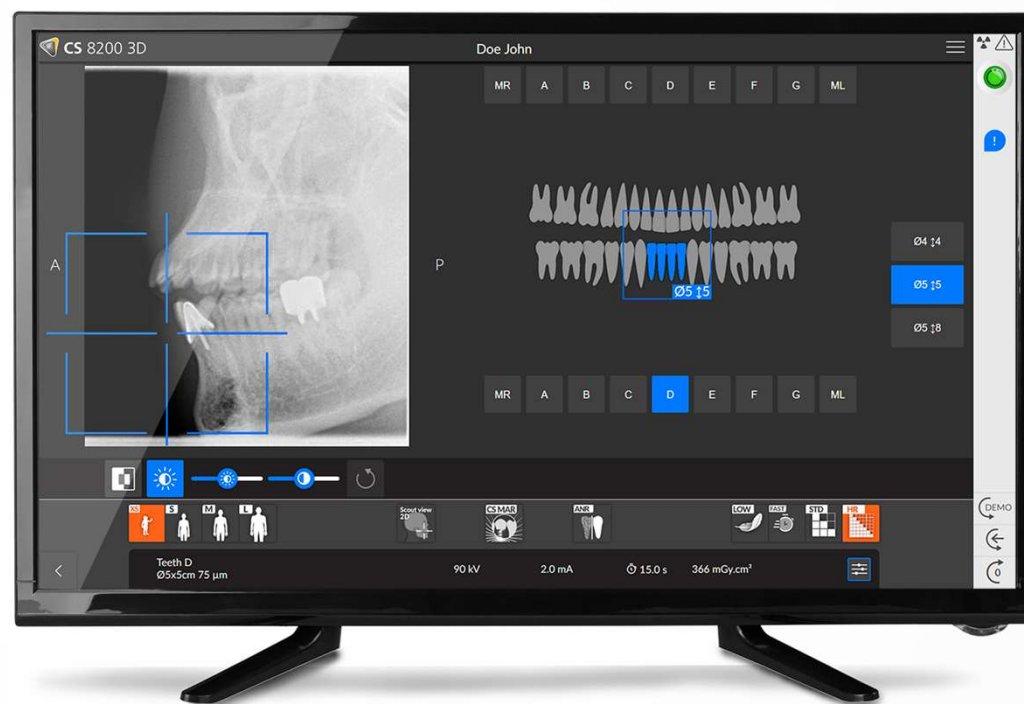 CS 8200 3D
Doe John
MR A B C D E F G ML
A
P
Ø5 ↕5
Ø4 ↕4
Ø5 ↕5
Ø5 ↕8
MR A B C D E F G ML
XS S M L
Scout view
2D
CS MAR
ANR
LOW FAST STD HR
DEMO
0
Teeth D
Ø5x5cm 75 µm
90 kV 2.0 mA 15.0 s 366 mGy.cm²